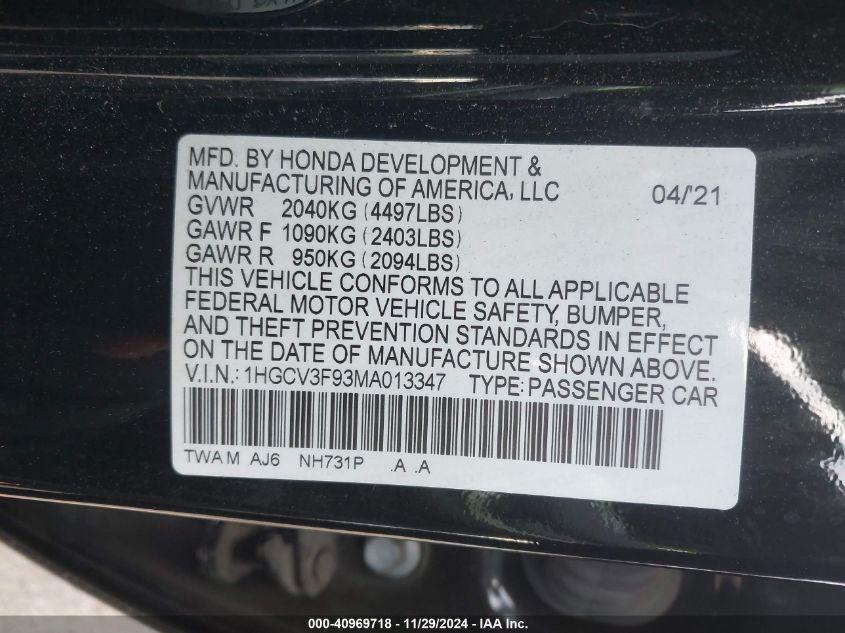 MFD. BY HONDA DEVELOPMENT &
MANUFACTURING OF AMERICA, LLC 04/'21
GVWR 2040KG (4497LBS)
GAWR F 1090KG (2403LBS)
GAWR R 950KG (2094LBS)
THIS VEHICLE CONFORMS TO ALL APPLICABLE
FEDERAL MOTOR VEHICLE SAFETY, BUMPER,
AND THEFT PREVENTION STANDARDS IN EFFECT
ON THE DATE OF MANUFACTURE SHOWN ABOVE.
V.I.N.: 1HGCV3F93MA013347 TYPE: PASSENGER CAR
TWA M AJ6 NH731P .A .A
000-40969718 - 11/29/2024 - IAA Inc.